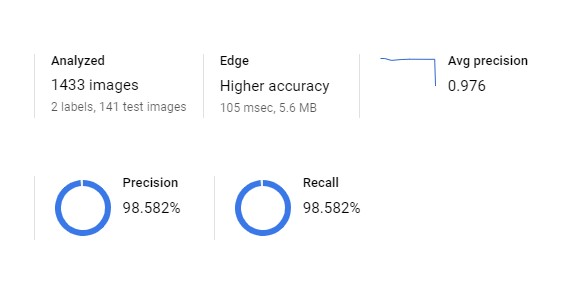 Analyzed
1433 images
2 labels, 141 test images
Edge
Higher accuracy
105 msec, 5.6 MB
Avg precision
0.976
Precision
98.582%
Recall
98.582%